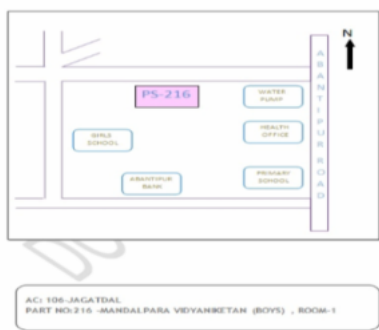 N
PS-216
WATER
PUMP
HEALTH
OFFICE
GIRLS
SCHOOL
PRIMARY
SCHOOL
ABANTIPUR
BANK
ABANTIPUR ROAD
AC: 106-JAGATDAL
PART NO:216 -MANDALPARA VIDYANIKETAN (BOYS) , ROOM-1